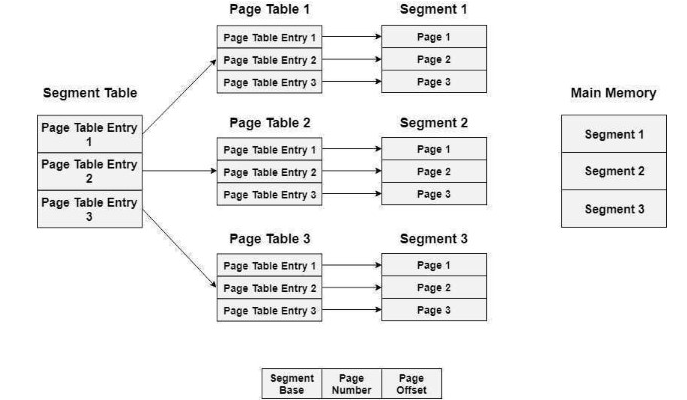 Page Table 1
Segment 1
Page Table Entry 1
Page 1
Page Table Entry 2
Page 2
Page Table Entry 3
Page 3
Segment Table
Page Table Entry
1
Page Table Entry
2
Page Table Entry
3
Page Table 2
Segment 2
Page Table Entry 1
Page 1
Page Table Entry 2
Page 2
Page Table Entry 3
Page 3
Page Table 3
Segment 3
Page Table Entry 1
Page 1
Page Table Entry 2
Page 2
Page Table Entry 3
Page 3
Main Memory
Segment 1
Segment 2
Segment 3
Segment
Base
Page
Number
Page
Offset